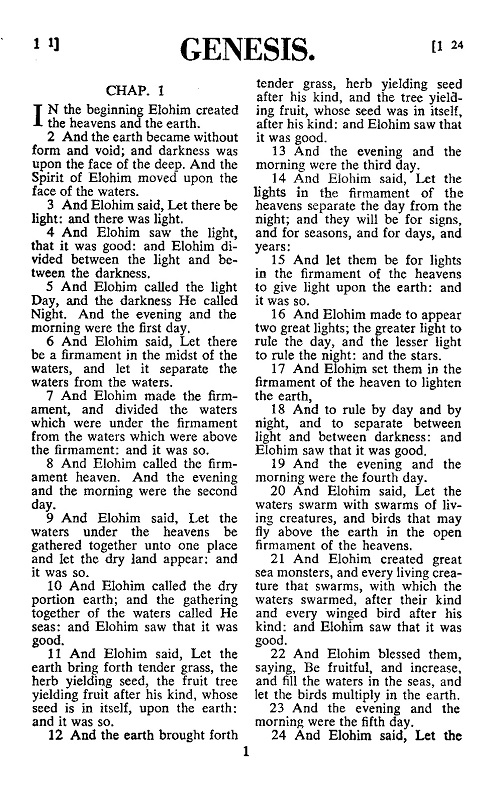 1 1]
GENESIS.
[1 24
CHAP. 1
IN the beginning Elohim created
the heavens and the earth.
2 And the earth became without
form and void; and darkness was
upon the face of the deep. And the
Spirit of Elohim moved upon the
face of the waters.
3 And Elohim said, Let there be
light: and there was light.
4 And Elohim saw the light,
that it was good: and Elohim di-
vided between the light and be-
tween the darkness.
5 And Elohim called the light
Day, and the darkness He called
Night. And the evening and the
morning were the first day.
6 And Elohim said, Let there
be a firmament in the midst of the
waters, and let it separate the
waters from the waters.
7 And Elohim made the firm-
ament, and divided the waters
which were under the firmament
from the waters which were above
the firmament: and it was so.
8 And Elohim called the firm-
ament heaven. And the evening
and the morning were the second
day.
9 And Elohim said, Let the
waters under the heavens be
gathered together unto one place
and let the dry land appear: and
it was so.
10 And Elohim called the dry
portion earth; and the gathering
together of the waters called He
seas: and Elohim saw that it was
good.
11 And Elohim said, Let the
earth bring forth tender grass, the
herb yielding seed, the fruit tree
yielding fruit after his kind, whose
seed is in itself, upon the earth:
and it was so.
12 And the earth brought forth
tender grass, herb yielding seed
after his kind, and the tree yield-
ing fruit, whose seed was in itself,
after his kind: and Elohim saw that
it was good.
13 And the evening and the
morning were the third day.
14 And Elohim said, Let the
lights in the firmament of the
heavens separate the day from the
night; and they will be for signs,
and for seasons, and for days, and
years:
15 And let them be for lights
in the firmament of the heavens
to give light upon the earth: and
it was so.
16 And Elohim made to appear
two great lights; the greater light to
rule the day, and the lesser light
to rule the night: and the stars.
17 And Elohim set them in the
firmament of the heaven to lighten
the earth,
18 And to rule by day and by
night, and to separate between
light and between darkness: and
Elohim saw that it was good.
19 And the evening and the
morning were the fourth day.
20 And Elohim said, Let the
waters swarm with swarms of liv-
ing creatures, and birds that may
fly above the earth in the open
firmament of the heavens.
21 And Elohim created great
sea monsters, and every living crea-
ture that swarms, with which the
waters swarmed, after their kind
and every winged bird after his
kind: and Elohim saw that it was
good.
22 And Elohim blessed them,
saying, Be fruitful, and increase,
and fill the waters in the seas, and
let the birds multiply in the earth.
23 And the evening and the
morning were the fifth day.
24 And Elohim said, Let the
1